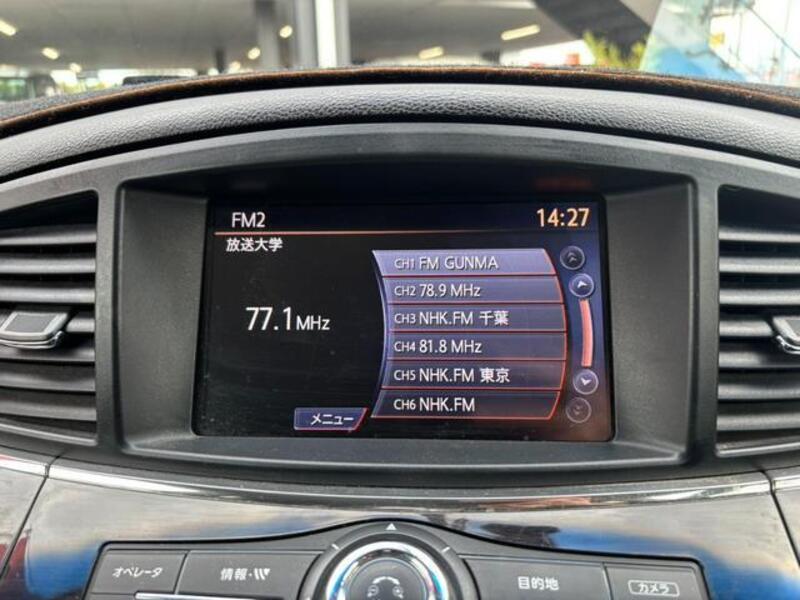 FM2
14:27
放送大学
77.1 MHz
CH1 FM GUNMA
CH2 78.9 MHz
CH3 NHK.FM 千葉
CH4 81.8 MHz
CH5 NHK.FM 東京
CH6 NHK.FM
メニュー
オペレータ
情報・
目的地
カメラ